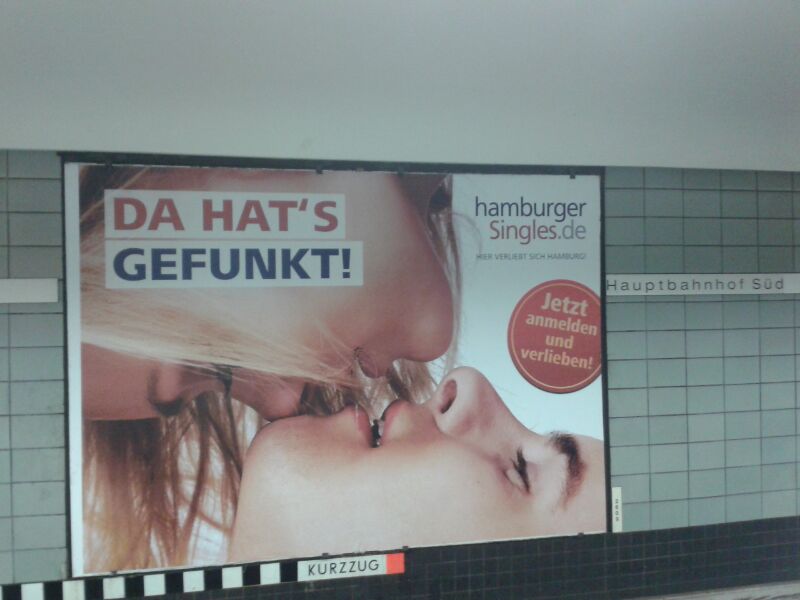 DA HAT'S
GEFUNKT!
hamburger
Singles.de
HIER VERLIEBT SICH HAMBURG!
Jetzt
anmelden
und
verlieben!
Hauptbahnhof Süd
KURZZUG